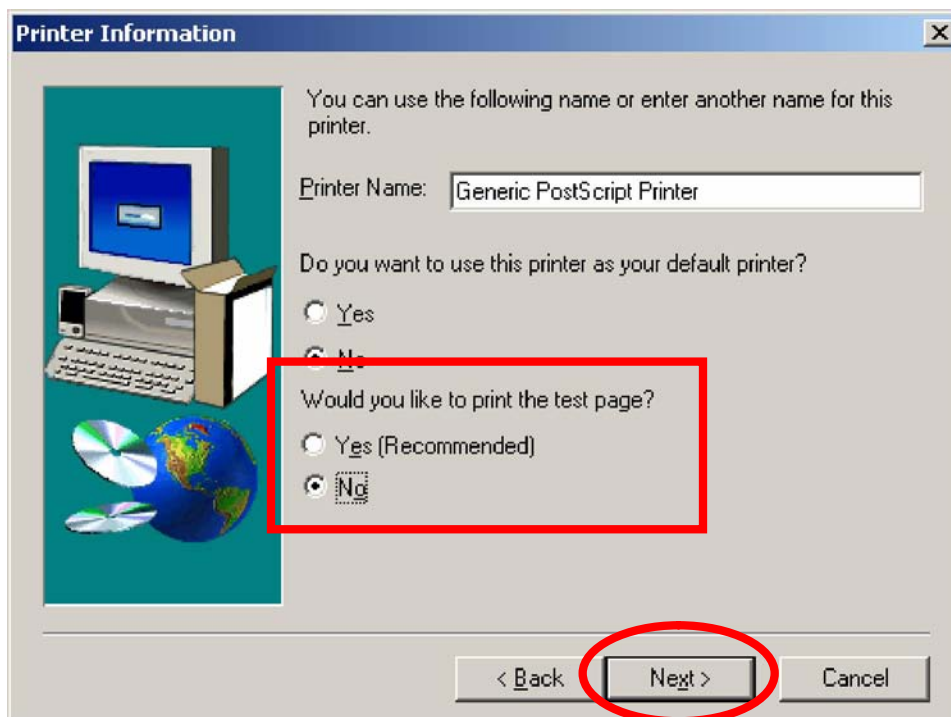 Printer Information
You can use the following name or enter another name for this
printer.
Printer Name: Generic PostScript Printer
Do you want to use this printer as your default printer?
Yes
No
Would you like to print the test page?
Yes (Recommended)
No
< Back Next > Cancel